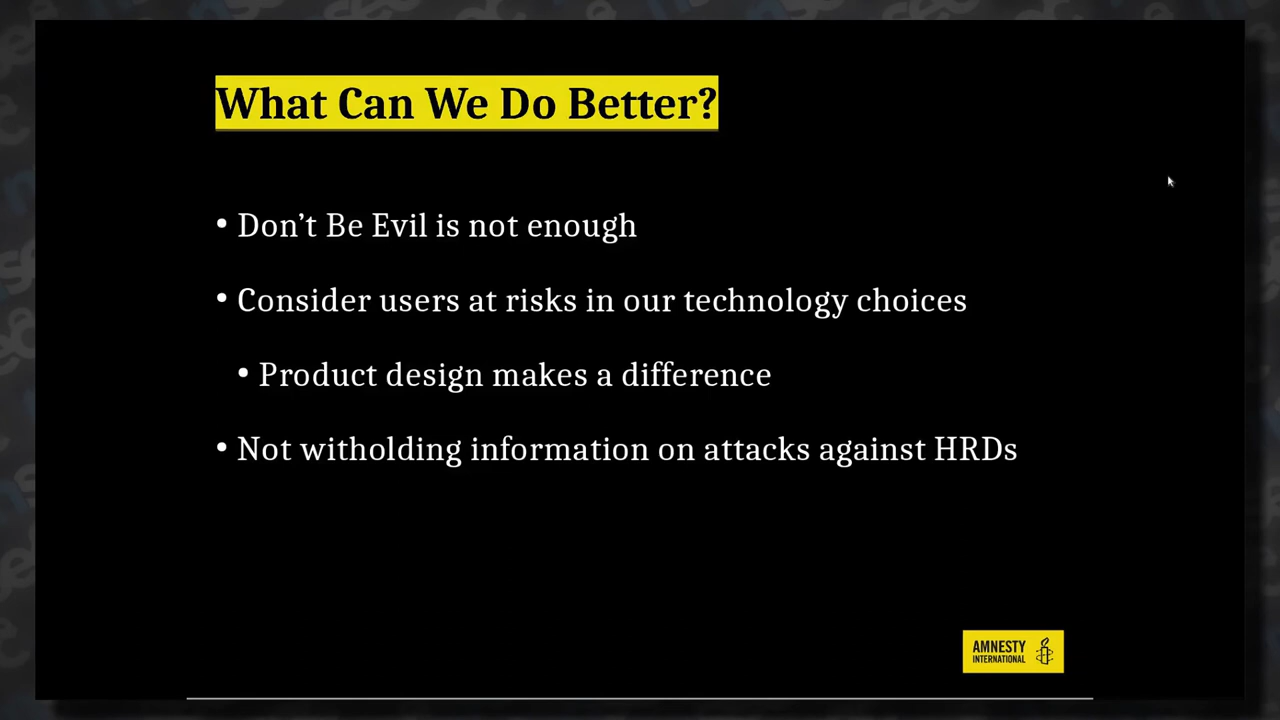 What Can We Do Better?
• Don’t Be Evil is not enough
• Consider users at risks in our technology choices
• Product design makes a difference
• Not witholding information on attacks against HRDs
AMNESTY
INTERNATIONAL